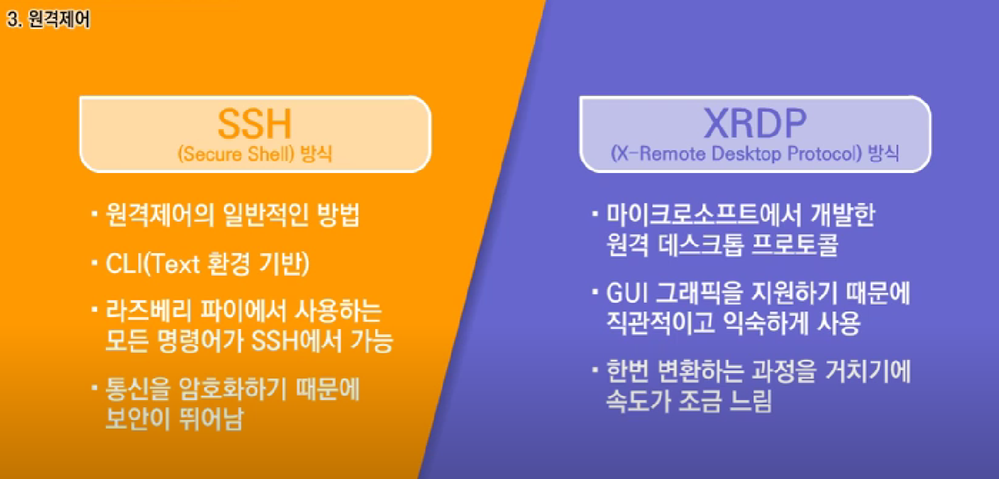 3. 원격제어
SSH
(Secure Shell) 방식
▪ 원격제어의 일반적인 방법
▪ CLI(Text 환경 기반)
▪ 라즈베리 파이에서 사용하는
모든 명령어가 SSH에서 가능
▪ 통신을 암호화하기 때문에
보안이 뛰어남
XRDP
(X-Remote Desktop Protocol) 방식
▪ 마이크로소프트에서 개발한
원격 데스크톱 프로토콜
▪ GUI 그래픽을 지원하기 때문에
직관적이고 익숙하게 사용
▪ 한번 변환하는 과정을 거치기에
속도가 조금 느림